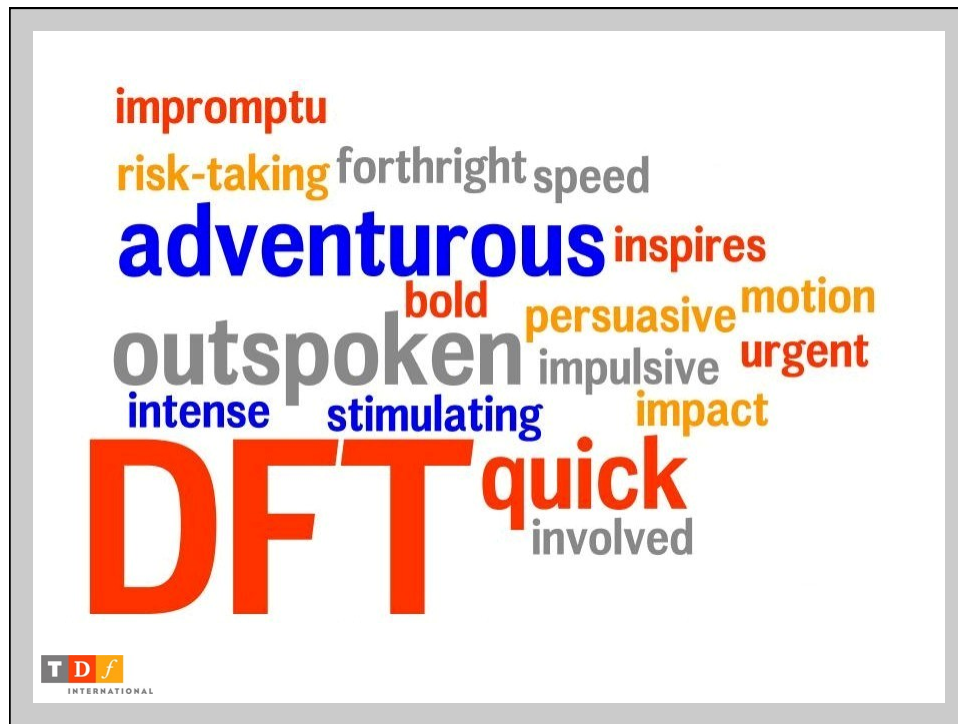 impromptu
risk-taking forthright speed
adventurous inspires
bold persuasive motion
outspoken impulsive urgent
intense stimulating impact
DFT quick
involved
T D f
INTERNATIONAL